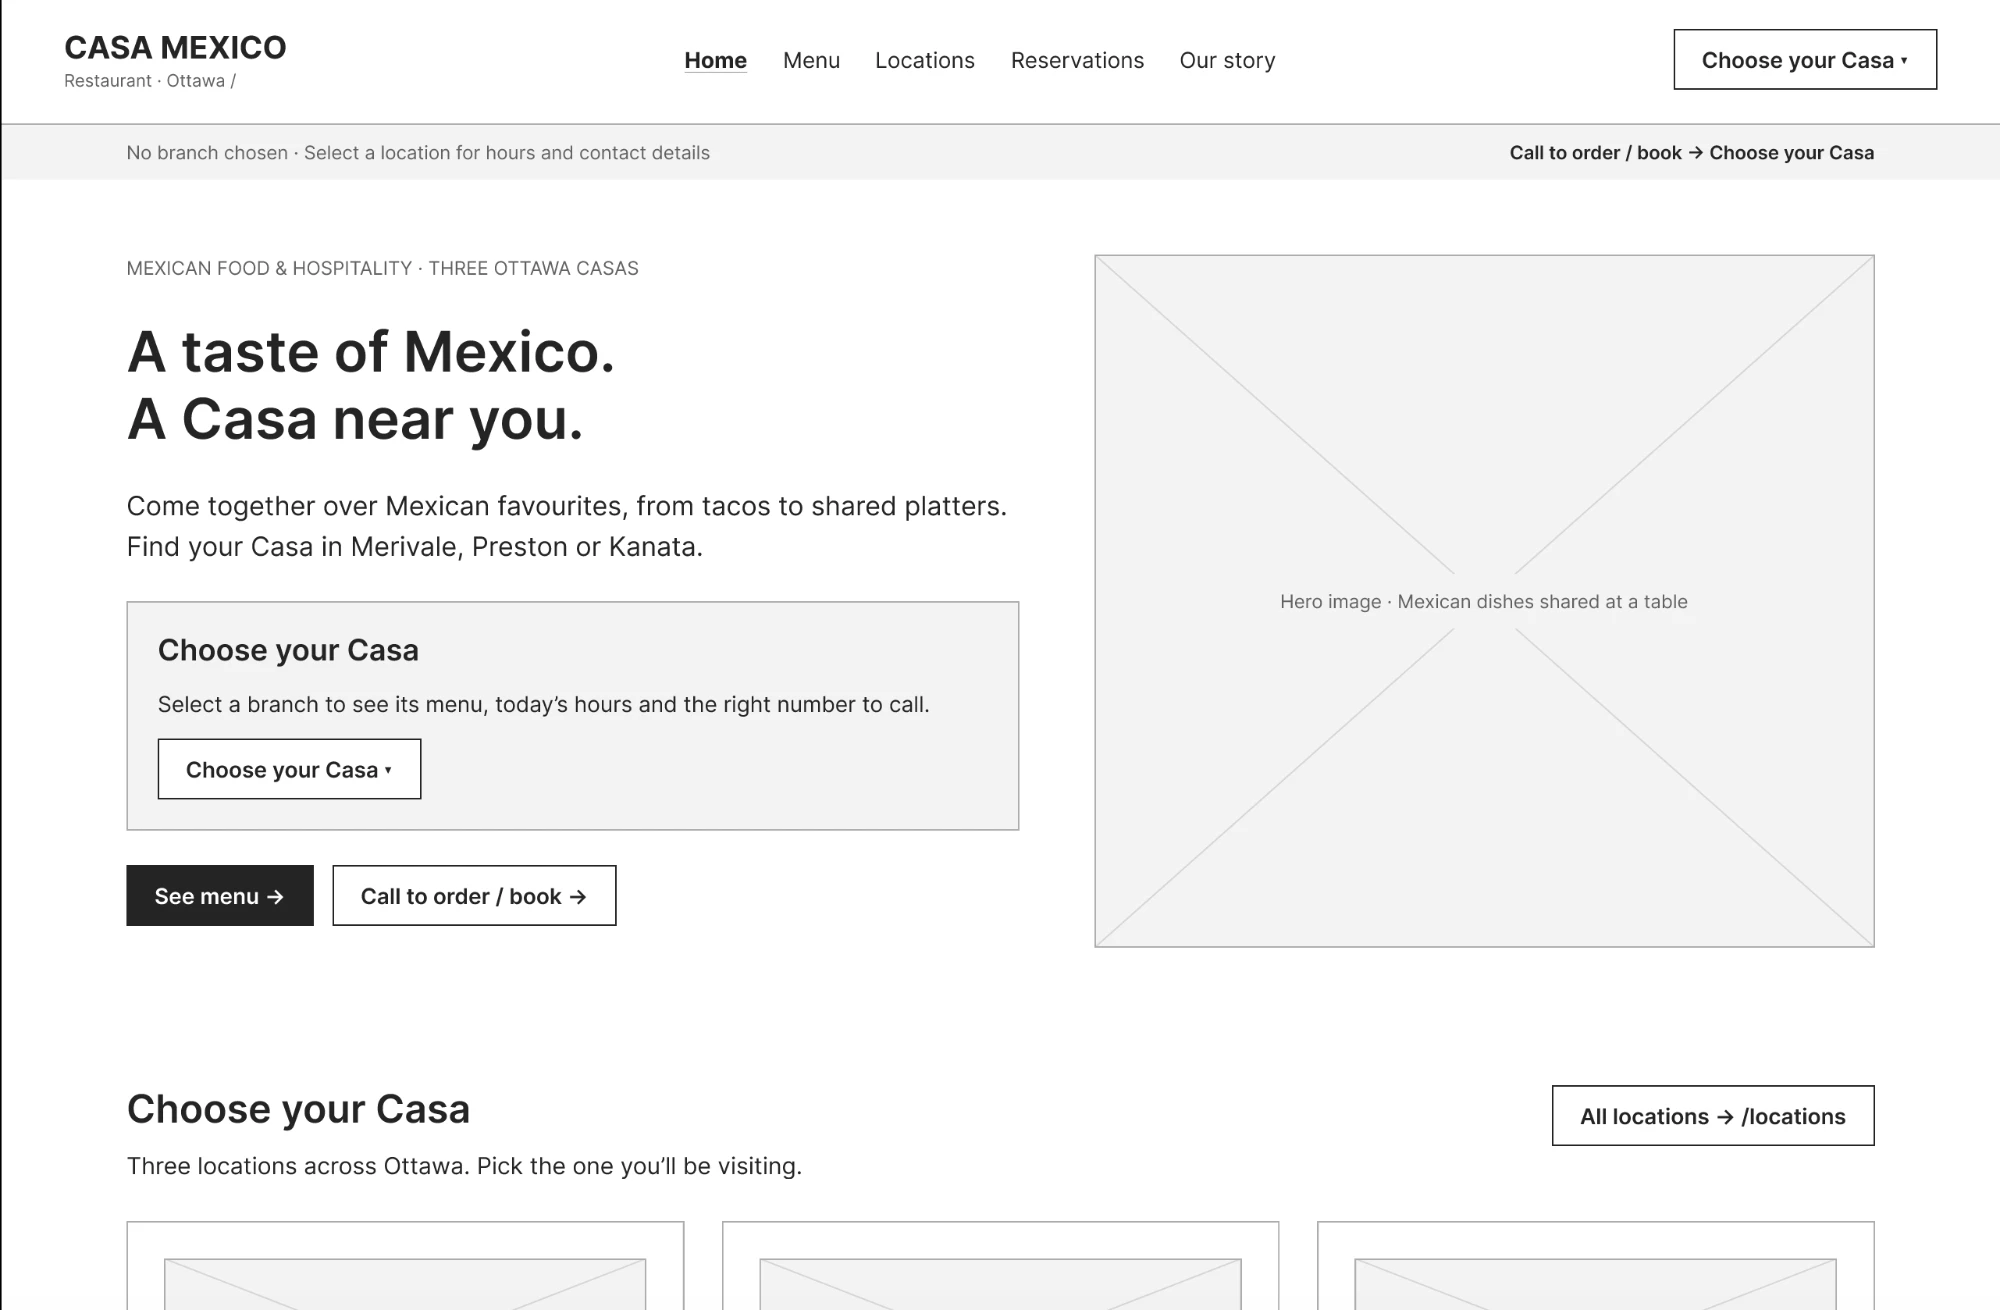 CASA MEXICO
Restaurant · Ottawa /
Home Menu Locations Reservations Our story
Choose your Casa ▾
No branch chosen · Select a location for hours and contact details
Call to order / book → Choose your Casa
MEXICAN FOOD & HOSPITALITY · THREE OTTAWA CASAS
A taste of Mexico.
A Casa near you.
Come together over Mexican favourites, from tacos to shared platters.
Find your Casa in Merivale, Preston or Kanata.
Choose your Casa
Select a branch to see its menu, today’s hours and the right number to call.
Choose your Casa ▾
See menu →
Call to order / book →
Hero image · Mexican dishes shared at a table
Choose your Casa
Three locations across Ottawa. Pick the one you’ll be visiting.
All locations → /locations